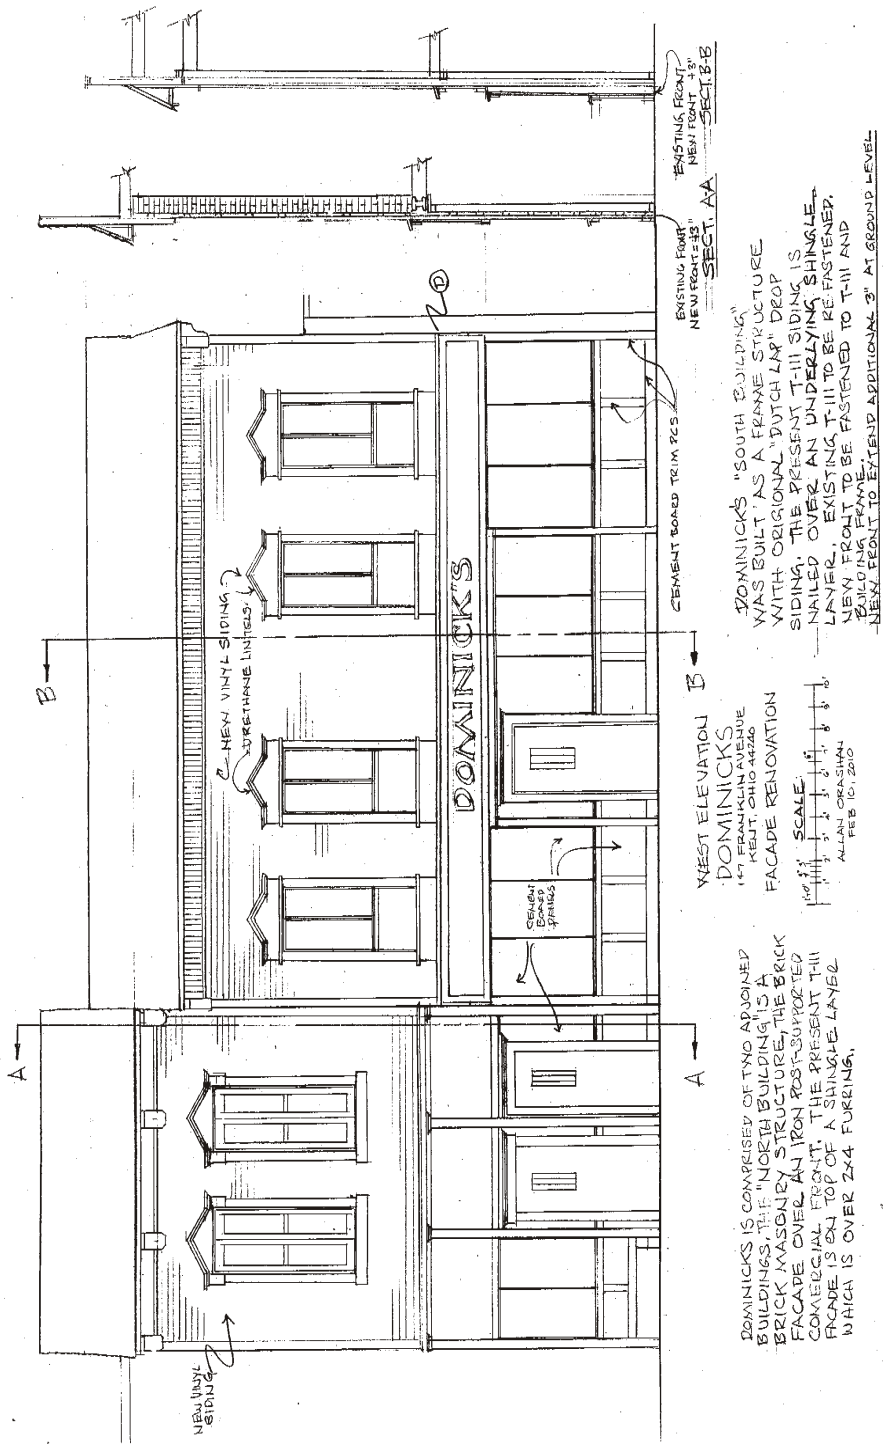 A
B
NEW VINYL
SIDING
NEW VINYL SIDING
URETHANE LINTELS
DOMINICK'S
D
CEMENT
BOARD
PANELS
CEMENT BOARD TRIM PCS.
A
B
EXISTING FRONT
NEW FRONT = +3"
SECT. A-A
EXISTING FRONT
NEW FRONT +3"
SECT. B-B
DOMINICKS IS COMPRISED OF TWO ADJOINED
BUILDINGS, THE "NORTH BUILDING" IS A
BRICK MASONRY STRUCTURE, THE BRICK
FACADE OVER AN IRON POST-SUPPORTED
COMERCIAL FRONT. THE PRESENT T-111
FACADE IS ON TOP OF A SHINGLE LAYER
WHICH IS OVER 2x4 FURRING.
WEST ELEVATION
DOMINICKS
147 FRANKLIN AVENUE
KENT, OHIO 44240
FACADE RENOVATION
SCALE:
ALLAN ORASHAN
FEB 10, 2010
DOMINICK'S "SOUTH BUILDING"
WAS BUILT AS A FRAME STRUCTURE
WITH ORIGIONAL "DUTCH LAP" DROP
SIDING. THE PRESENT T-111 SIDING IS
NAILED OVER AN UNDERLYING SHINGLE
LAYER. EXISTING T-111 TO BE RE-FASTENED.
NEW FRONT TO BE FASTENED TO T-111 AND
BUILDING FRAME.
NEW FRONT TO EXTEND ADDITIONAL 3" AT GROUND LEVEL